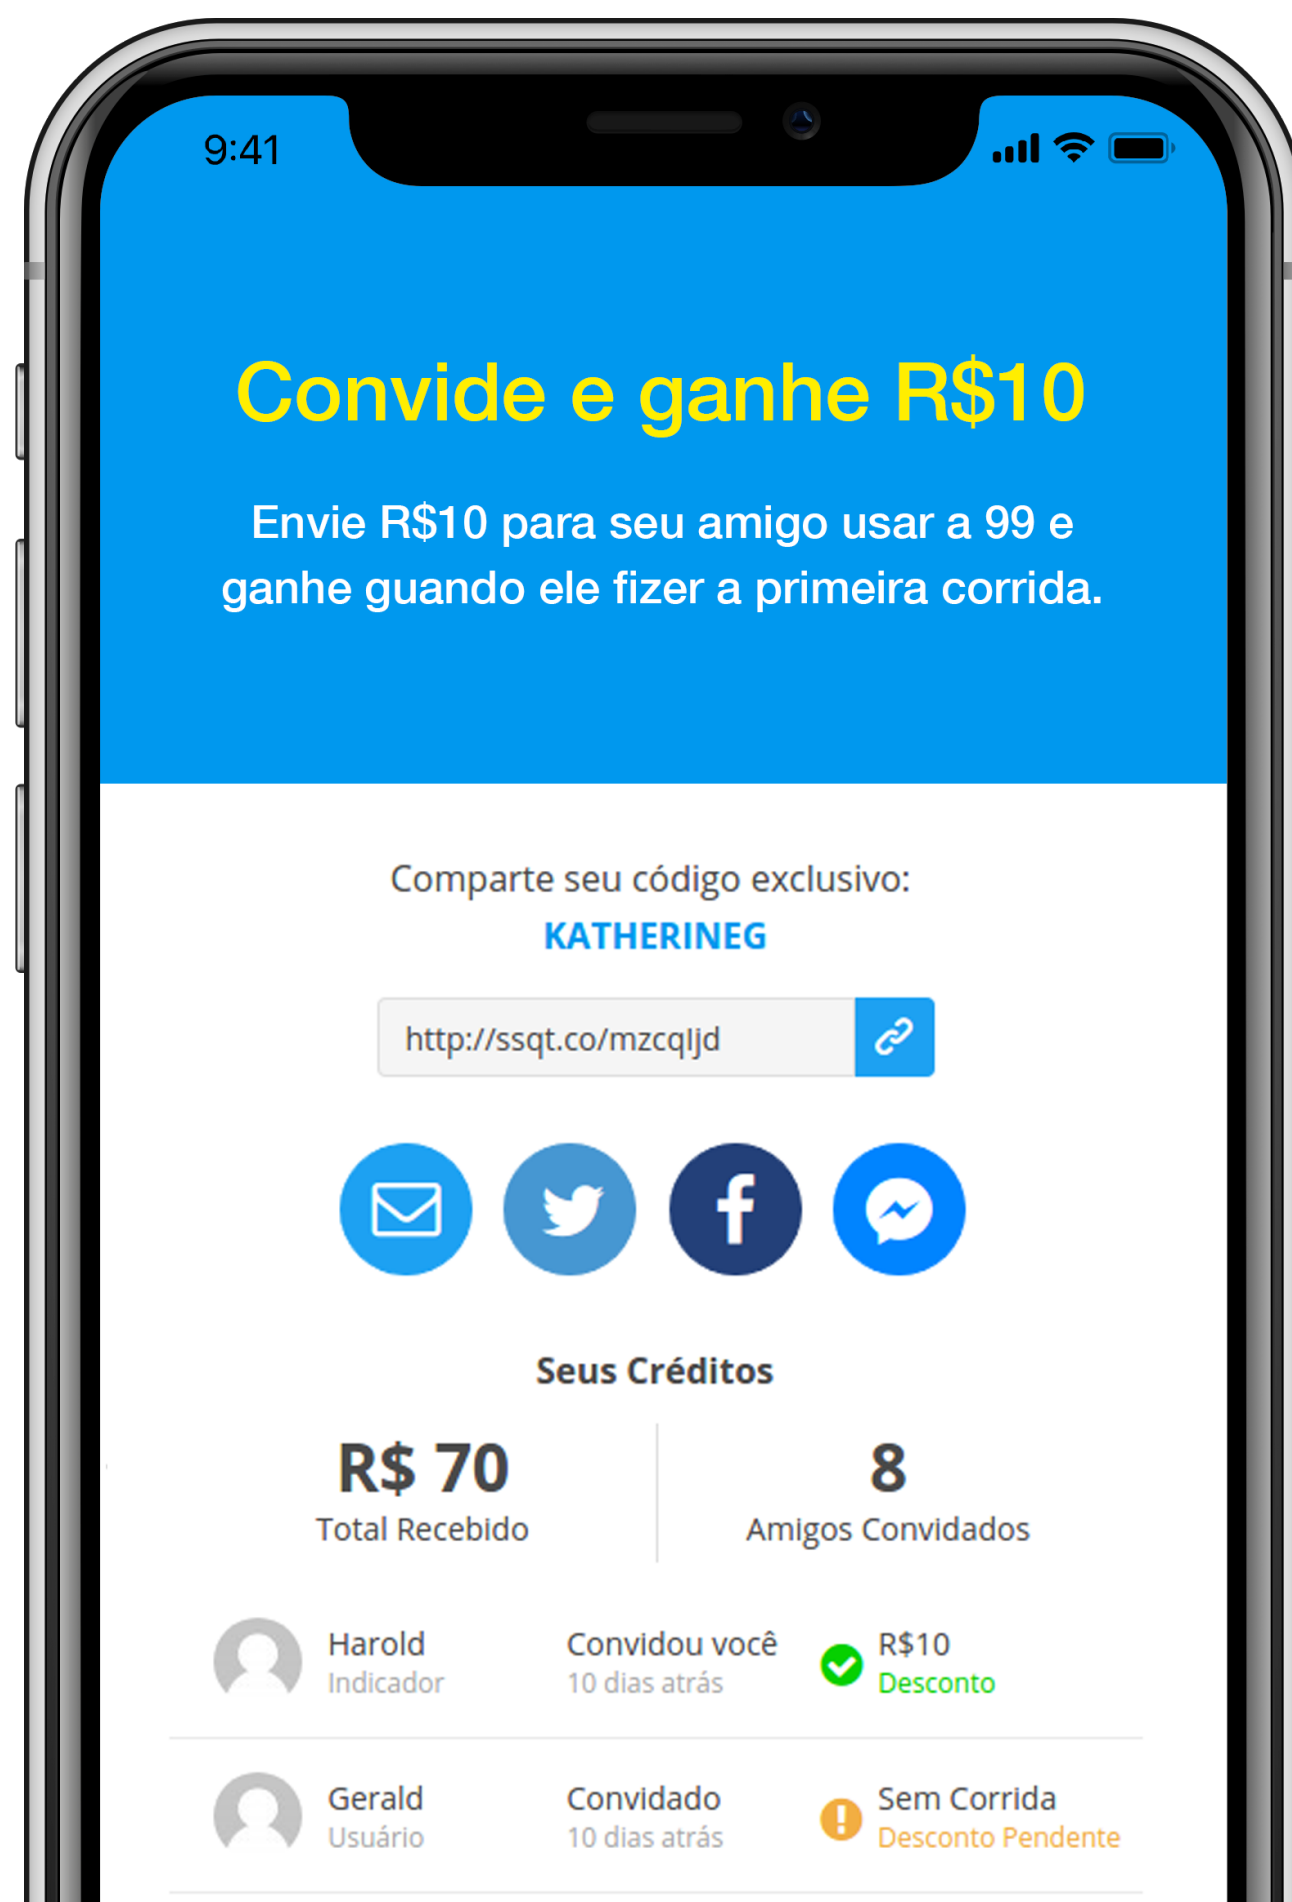 9:41
Convide e ganhe R$10
Envie R$10 para seu amigo usar a 99 e
ganhe guando ele fizer a primeira corrida.
Comparte seu código exclusivo:
KATHERINEG
http://ssqt.co/mzcqljd
Seus Créditos
R$ 70
Total Recebido
8
Amigos Convidados
Harold
Indicador
Convidou você
10 dias atrás
R$10
Desconto
Gerald
Usuário
Convidado
10 dias atrás
Sem Corrida
Desconto Pendente